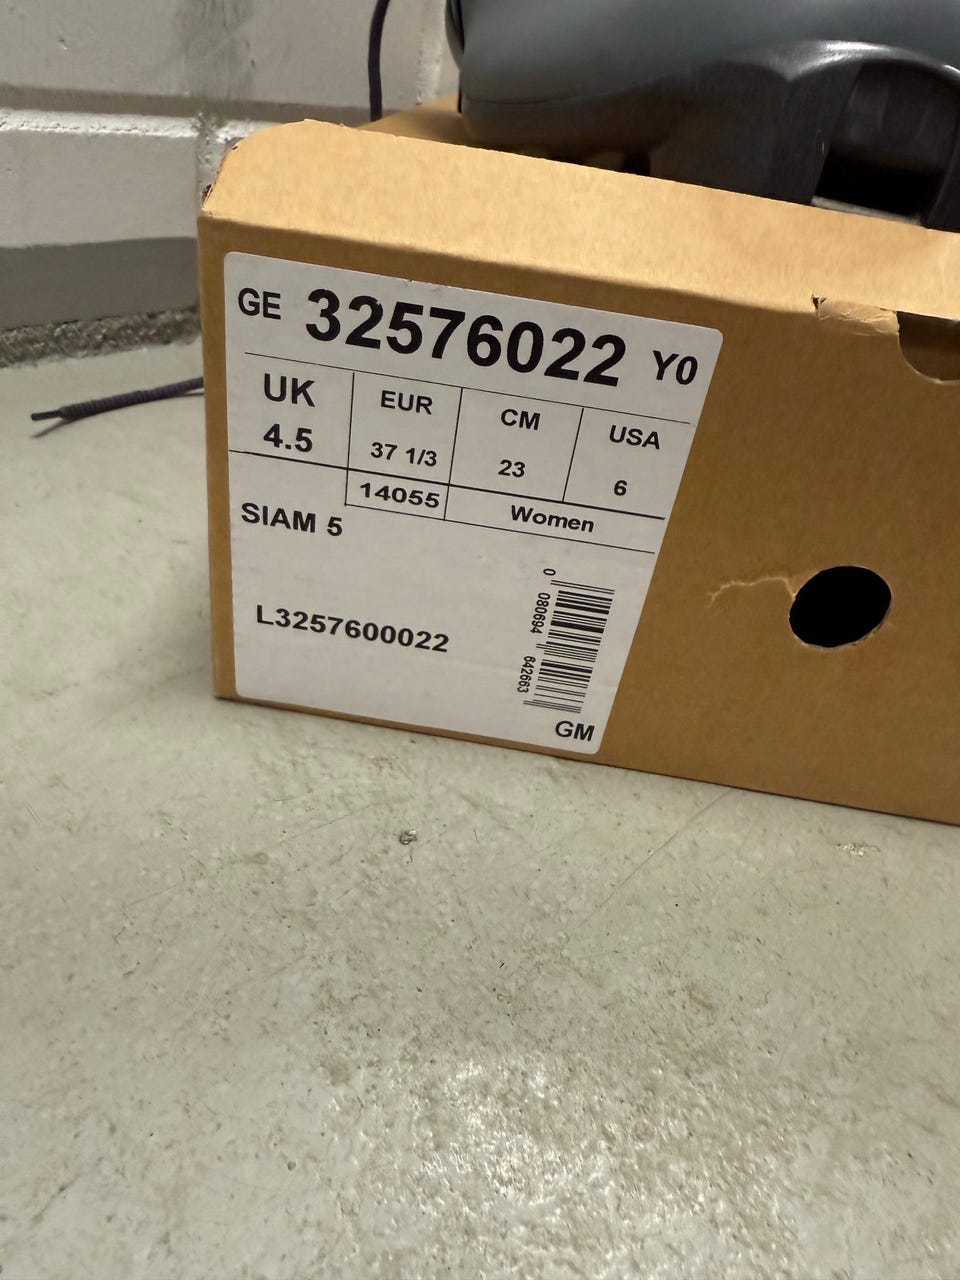 GE 32576022 Y0
UK EUR CM USA
4.5 37 1/3 23 6
14055 Women
SIAM 5
L3257600022
0 080694 642663
GM